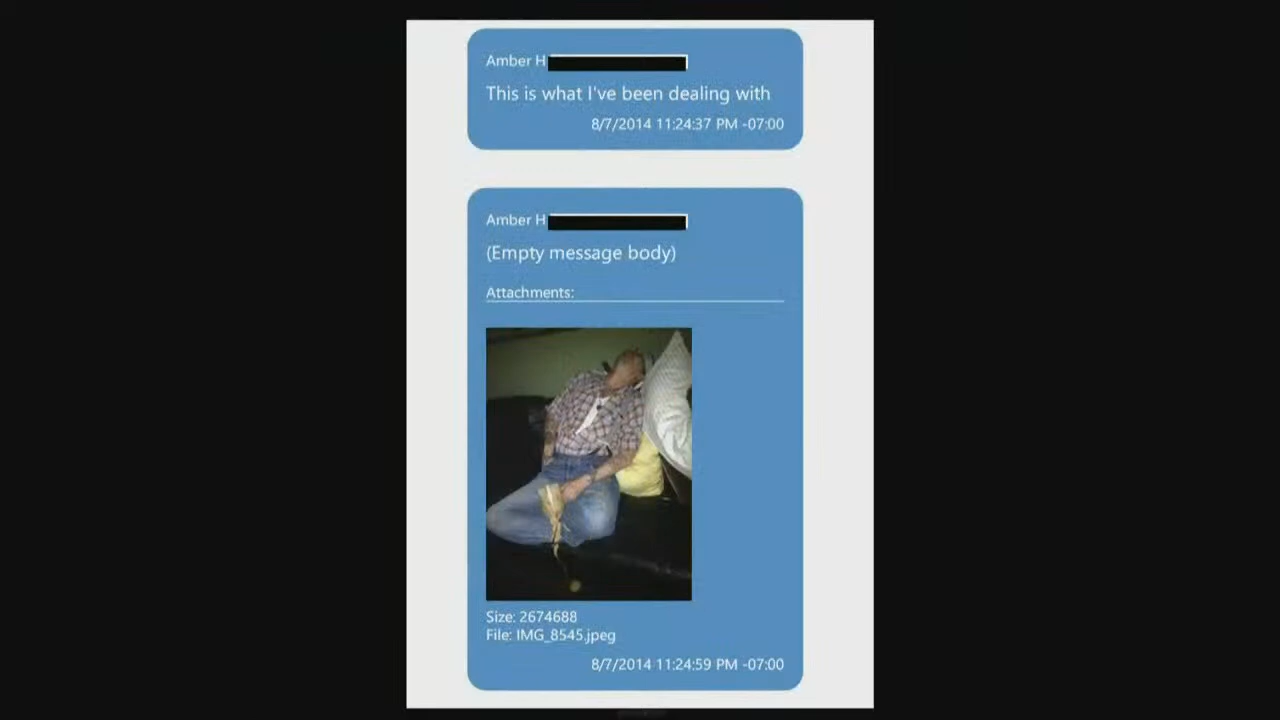 Amber H
This is what I've been dealing with
8/7/2014 11:24:37 PM -07:00
Amber H
(Empty message body)
Attachments:
Size: 2674688
File: IMG_8545.jpeg
8/7/2014 11:24:59 PM -07:00